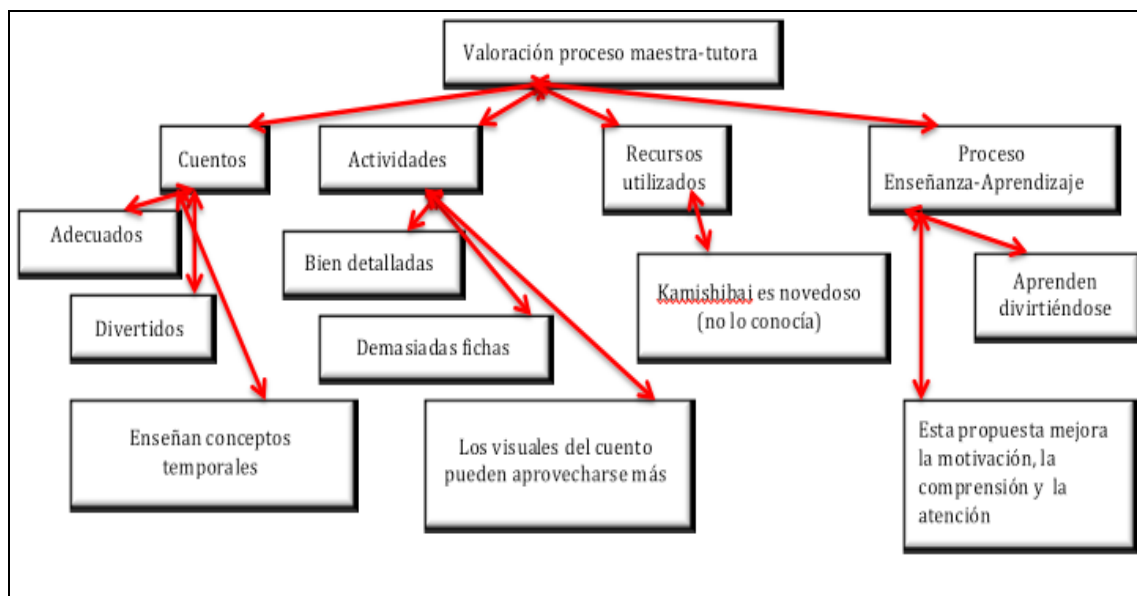 Valoración proceso maestra-tutora
Cuentos
Actividades
Recursos
utilizados
Proceso
Enseñanza-Aprendizaje
Adecuados
Bien detalladas
Kamishibai es novedoso
(no lo conocía)
Aprenden
divirtiéndose
Divertidos
Demasiadas fichas
Enseñan conceptos
temporales
Los visuales del cuento
pueden aprovecharse más
Esta propuesta mejora
la motivación, la
comprensión y la
atención